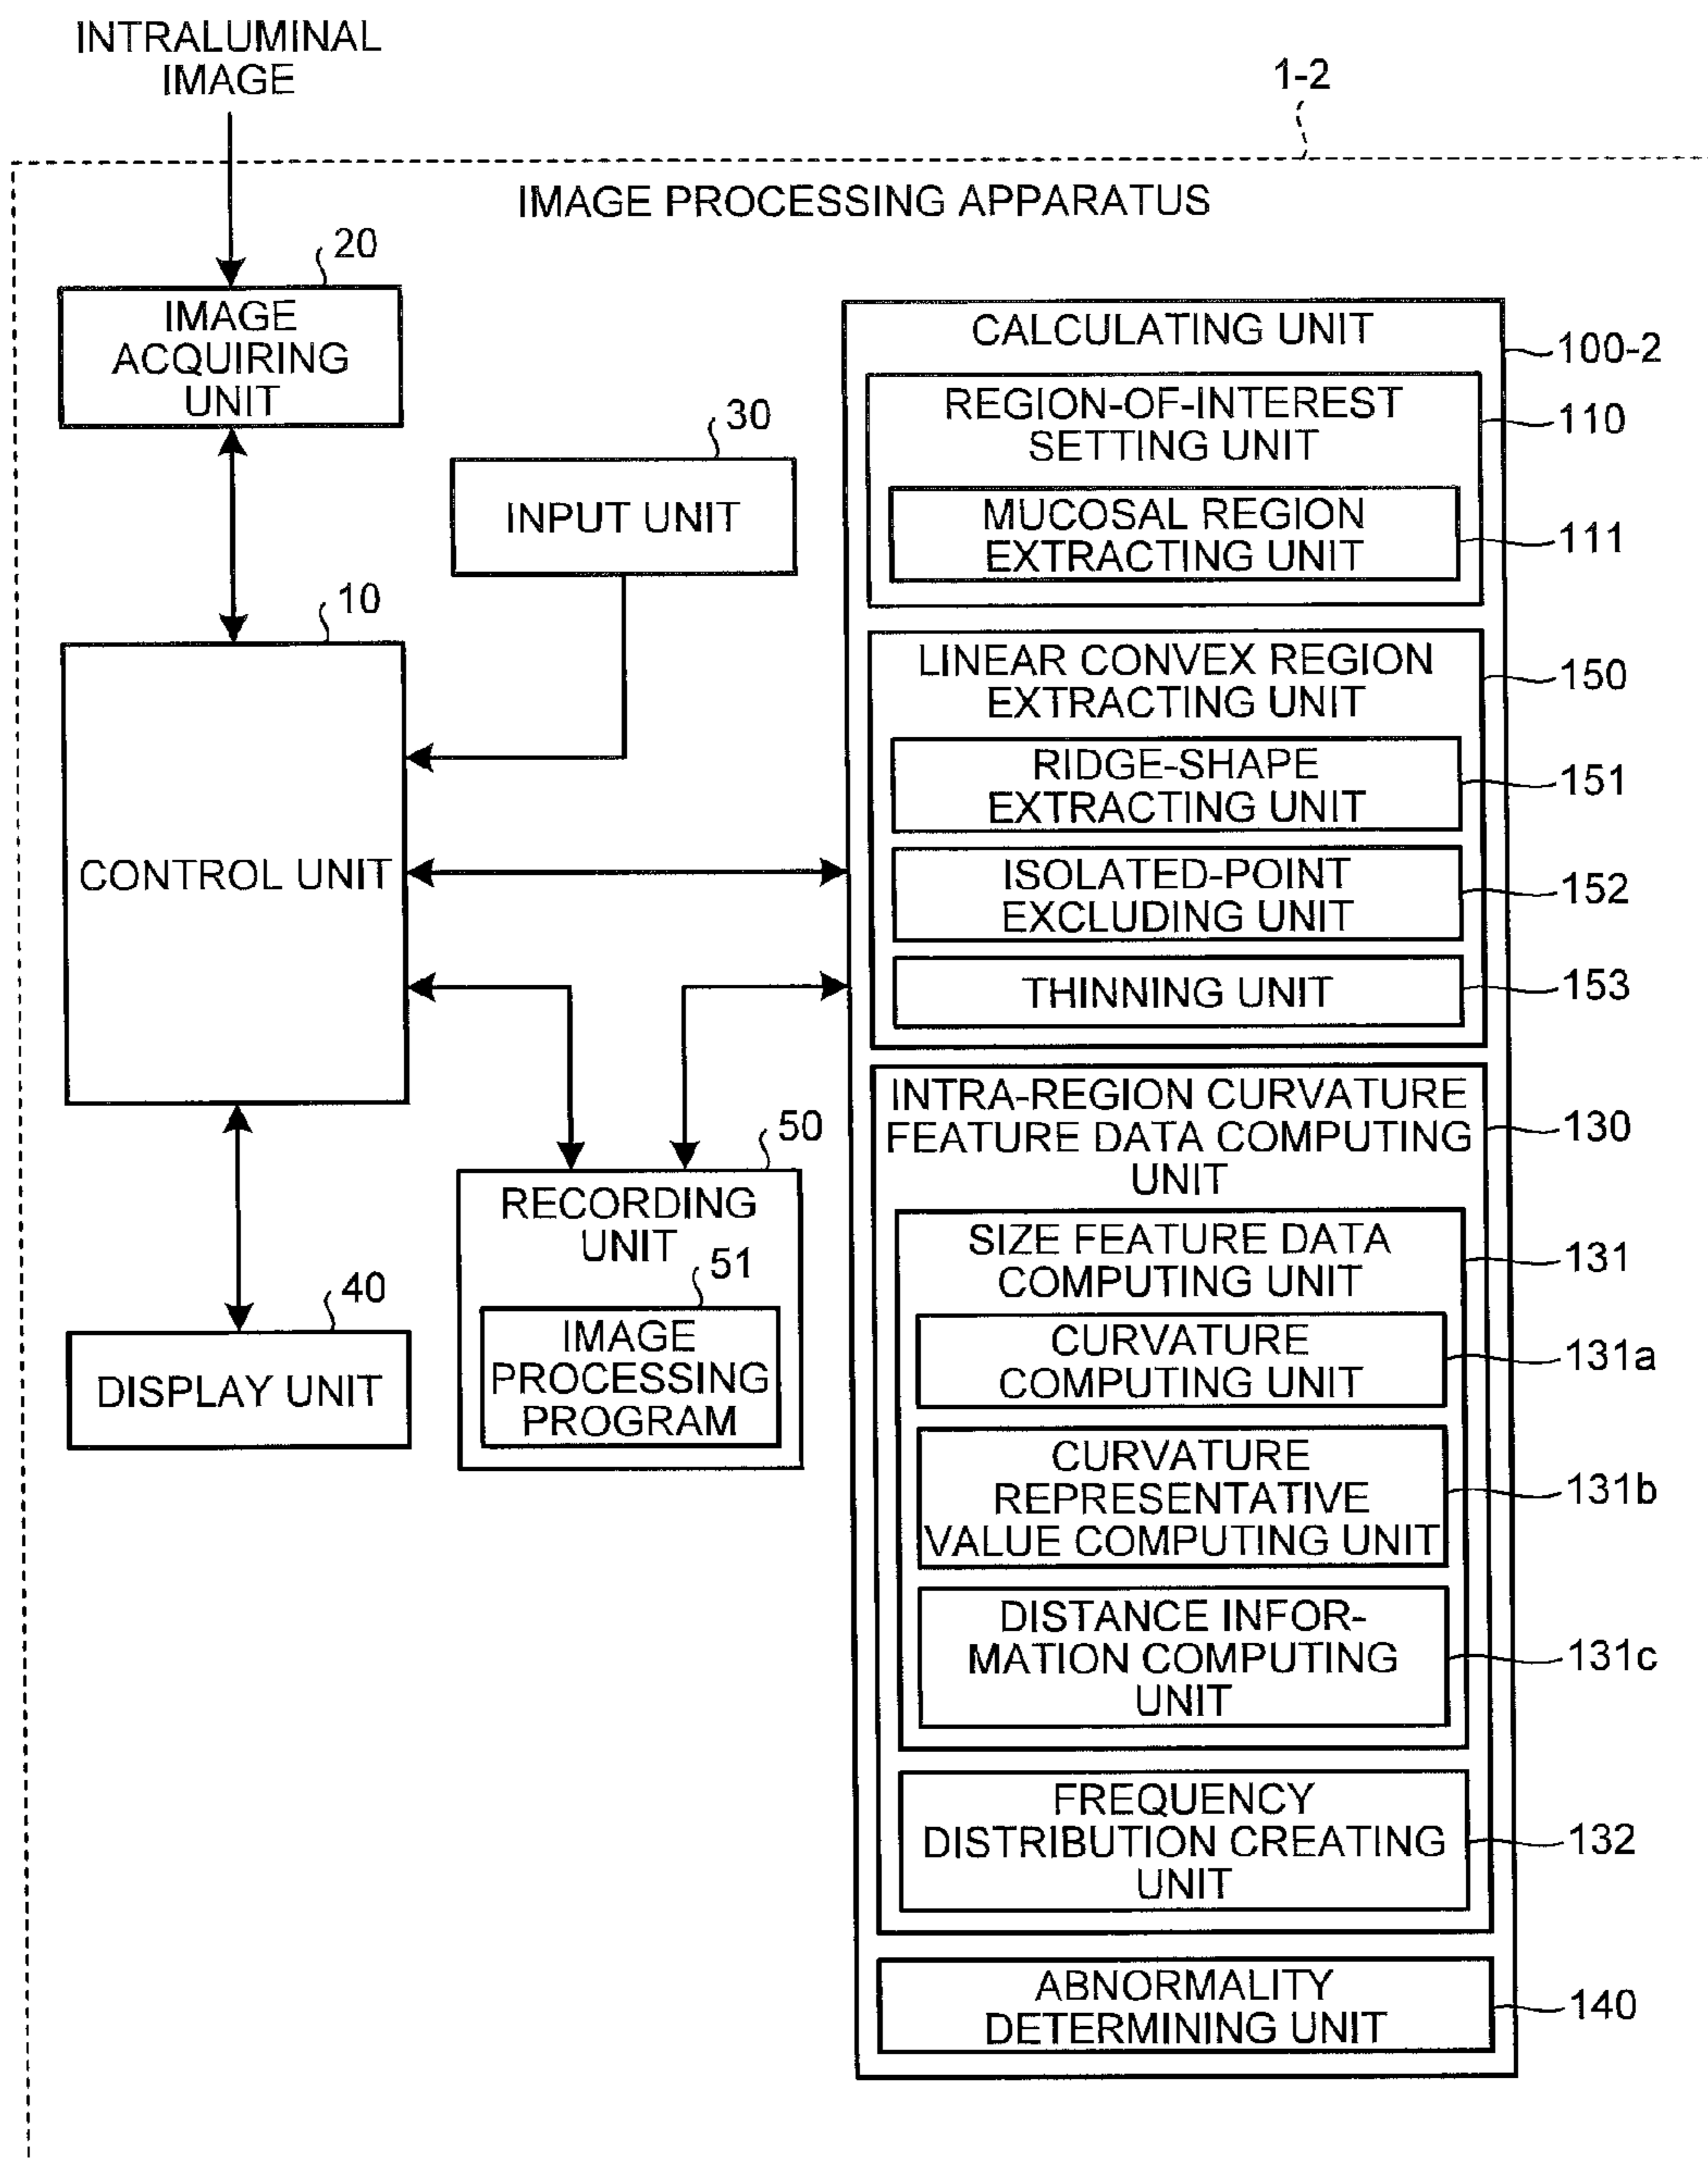 INTRALUMINAL
IMAGE
1-2
IMAGE PROCESSING APPARATUS
20
IMAGE
ACQUIRING
UNIT
30
INPUT UNIT
10
CONTROL UNIT
50
RECORDING
UNIT
51
IMAGE
PROCESSING
PROGRAM
40
DISPLAY UNIT
CALCULATING UNIT
100-2
REGION-OF-INTEREST
SETTING UNIT
110
MUCOSAL REGION
EXTRACTING UNIT
111
LINEAR CONVEX REGION
EXTRACTING UNIT
150
RIDGE-SHAPE
EXTRACTING UNIT
151
ISOLATED-POINT
EXCLUDING UNIT
152
THINNING UNIT
153
INTRA-REGION CURVATURE
FEATURE DATA COMPUTING
UNIT
130
SIZE FEATURE DATA
COMPUTING UNIT
131
CURVATURE
COMPUTING UNIT
131a
CURVATURE
REPRESENTATIVE
VALUE COMPUTING UNIT
131b
DISTANCE INFOR-
MATION COMPUTING
UNIT
131c
FREQUENCY
DISTRIBUTION CREATING
UNIT
132
ABNORMALITY
DETERMINING UNIT
140